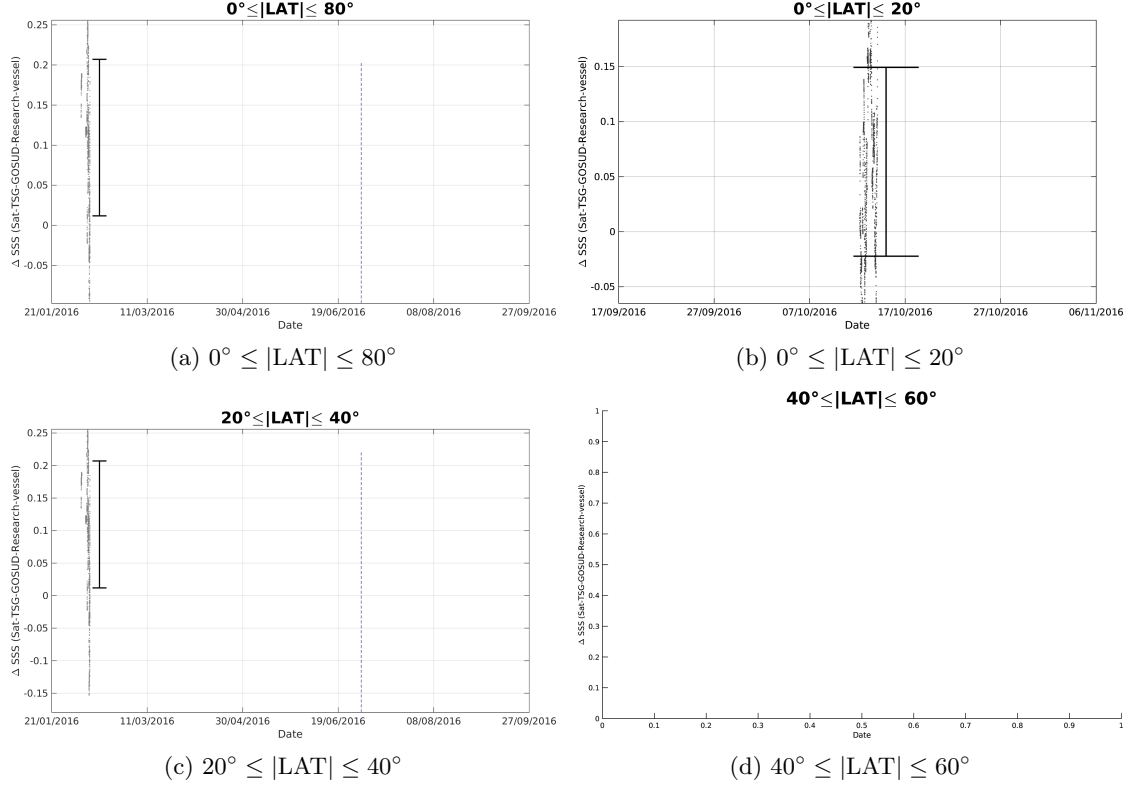 0°≤|LAT|≤ 80°
Δ SSS (Sat-TSG-GOSUD-Research-vessel)
0.25
0.2
0.15
0.1
0.05
0
-0.05
21/01/2016 11/03/2016 30/04/2016 19/06/2016 08/08/2016 27/09/2016
Date
(a) 0° ≤ |LAT| ≤ 80°
0°≤|LAT|≤ 20°
Δ SSS (Sat-TSG-GOSUD-Research-vessel)
0.15
0.1
0.05
0
-0.05
17/09/2016 27/09/2016 07/10/2016 17/10/2016 27/10/2016 06/11/2016
Date
(b) 0° ≤ |LAT| ≤ 20°
20°≤|LAT|≤ 40°
Δ SSS (Sat-TSG-GOSUD-Research-vessel)
0.25
0.2
0.15
0.1
0.05
0
-0.05
-0.1
-0.15
21/01/2016 11/03/2016 30/04/2016 19/06/2016 08/08/2016 27/09/2016
Date
(c) 20° ≤ |LAT| ≤ 40°
40°≤|LAT|≤ 60°
Δ SSS (Sat-TSG-GOSUD-Research-vessel)
1
0.9
0.8
0.7
0.6
0.5
0.4
0.3
0.2
0.1
0
0 0.1 0.2 0.3 0.4 0.5 0.6 0.7 0.8 0.9 1
Date
(d) 40° ≤ |LAT| ≤ 60°